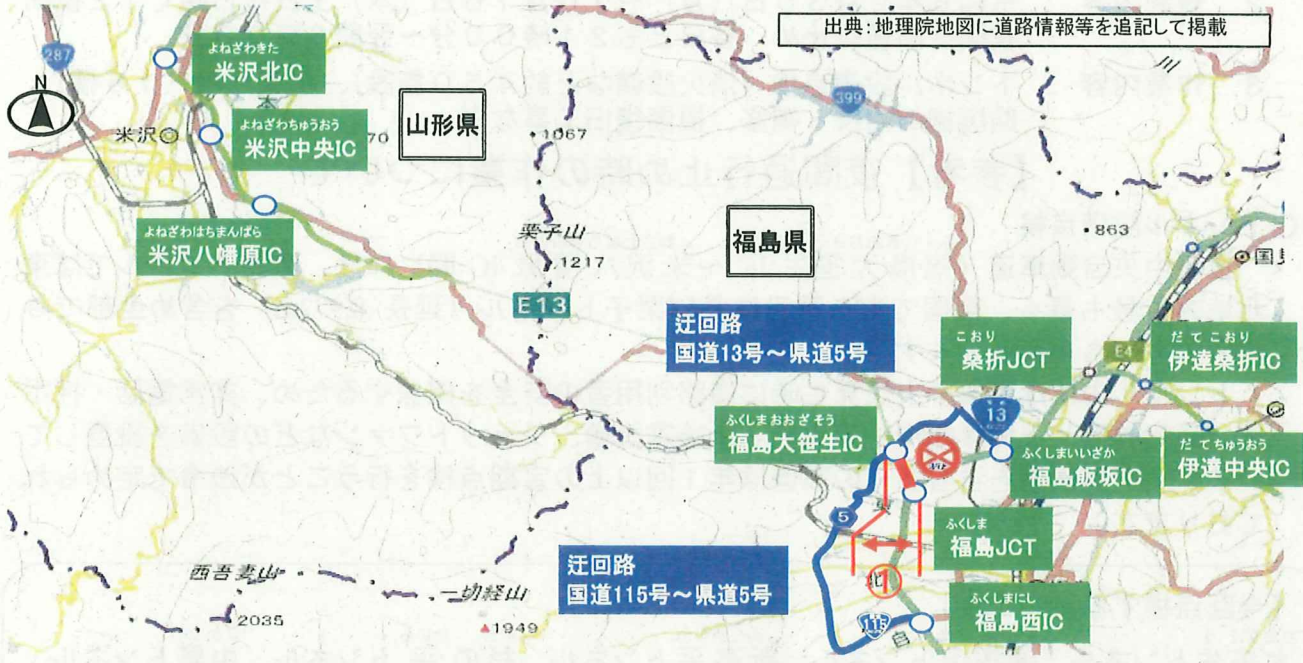 出典:地理院地図に道路情報等を追記して掲載
287
よねざわきた
米沢北IC
N
米沢
よねざわちゅうおう
米沢中央IC
70
山形県
1067
399
よねざわはちまんぱら
米沢八幡原IC
栗子山
1217
福島県
863
国見
E13
迂回路
国道13号～県道5号
こおり
桑折JCT
E4
だてこおり
伊達桑折IC
13
ふくしまおおざそう
福島大笹生IC
ふくしまいいざか
福島飯坂IC
だてちゅうおう
伊達中央IC
5
東
ふくしま
福島JCT
北
迂回路
国道115号～県道5号
西吾妻山
2035
一切経山
1949
115
自
ふくしまにし
福島西IC